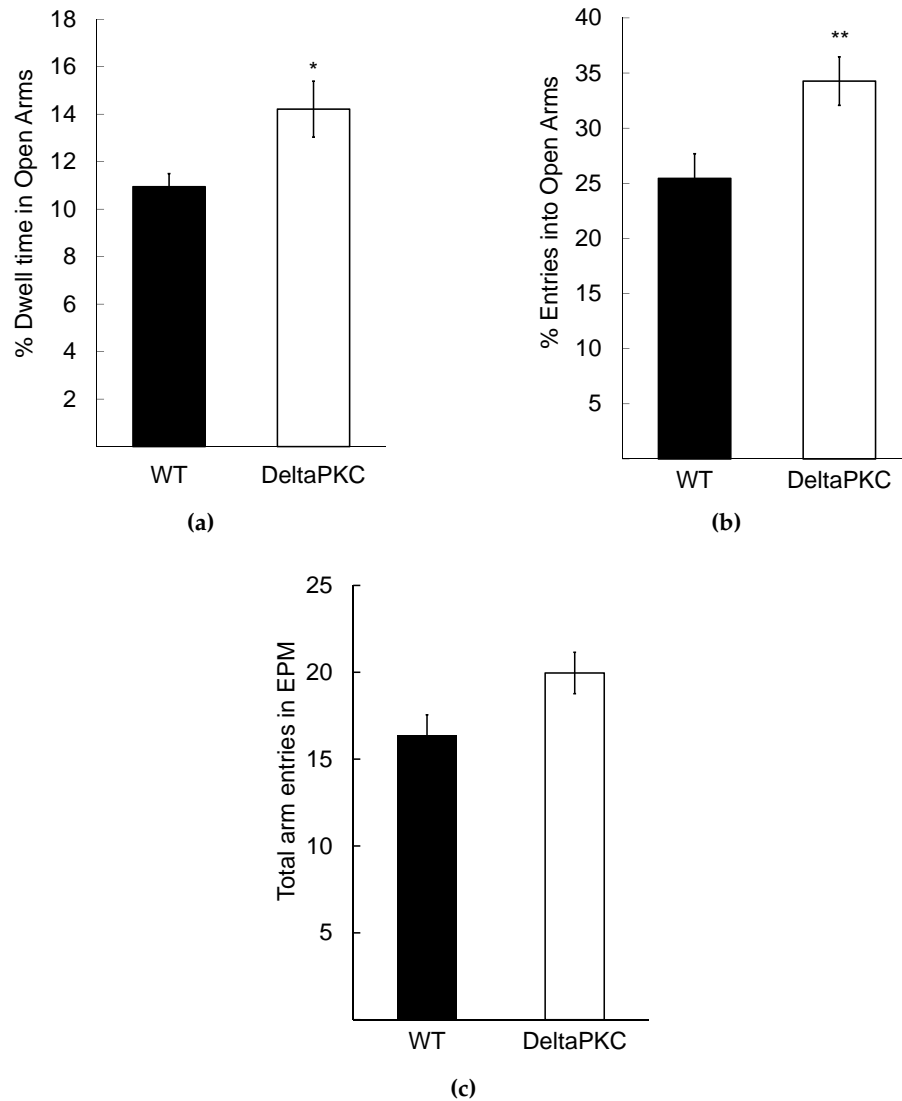 % Dwell time in Open Arms
18
16
14
12
10
8
6
4
2
*
WT
DeltaPKC
(a)
% Entries into Open Arms
40
35
30
25
20
15
10
5
**
WT
DeltaPKC
(b)
Total arm entries in EPM
25
20
15
10
5
WT
DeltaPKC
(c)